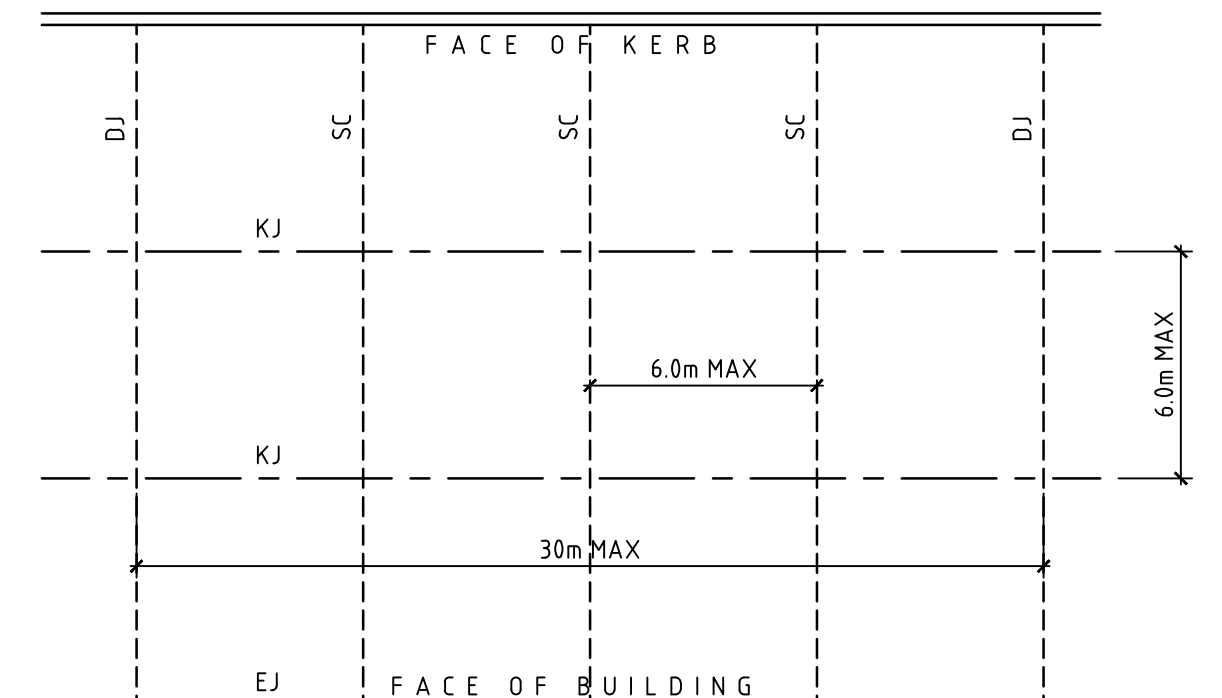 FACE OF KERB
DJ
SC
SC
SC
DJ
KJ
6.0m MAX
6.0m MAX
KJ
30m MAX
EJ
FACE OF BUILDING